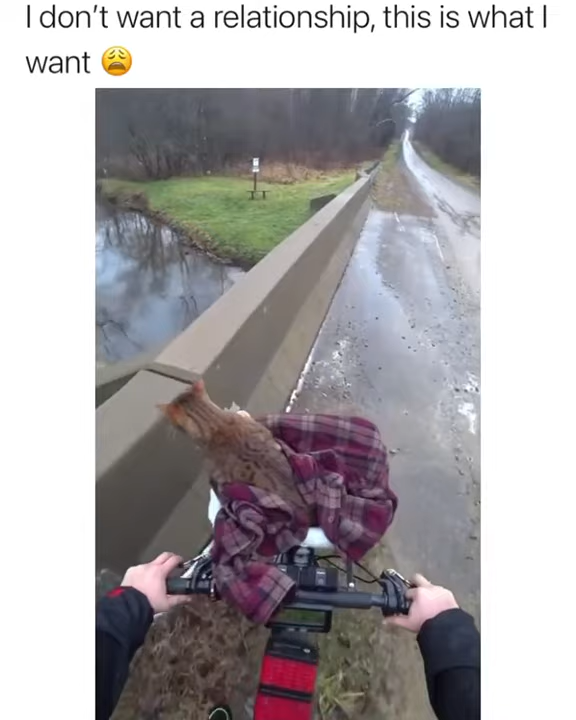 I don’t want a relationship, this is what I
want 😩